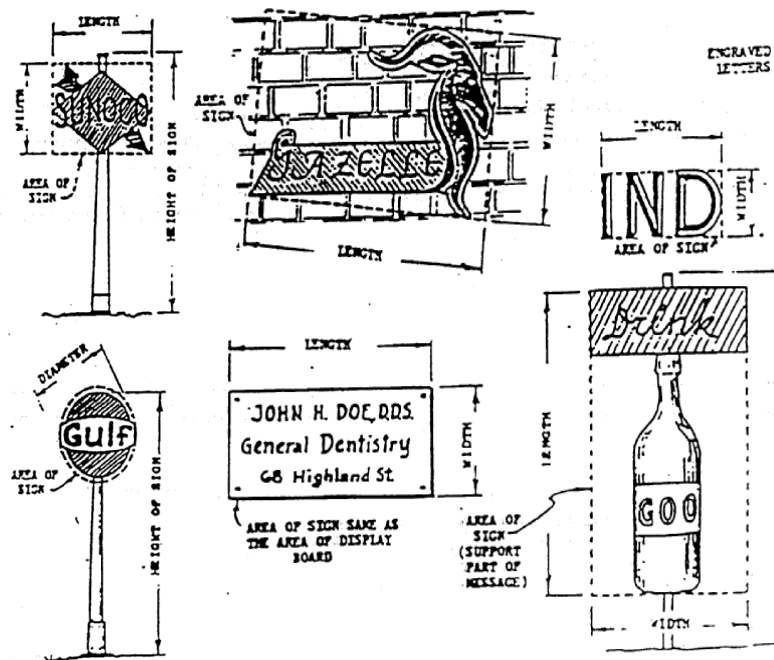 LENGTH
WIDTH
SUNOCO
AREA OF
SIGN
HEIGHT OF SIGN
AREA OF
SIGN
GAZELLE
WIDTH
LENGTH
ENGRAVED
LETTERS
LENGTH
IND
WIDTH
AREA OF SIGN
DIAMETER
Gulf
AREA OF
SIGN
HEIGHT OF SIGN
LENGTH
JOHN H. DOE, D.D.S.
General Dentistry
68 Highland St.
WIDTH
AREA OF SIGN SAME AS
THE AREA OF DISPLAY
BOARD
Drink
LENGTH
GOO
AREA OF
SIGN
(SUPPORT
PART OF
MESSAGE)
WIDTH